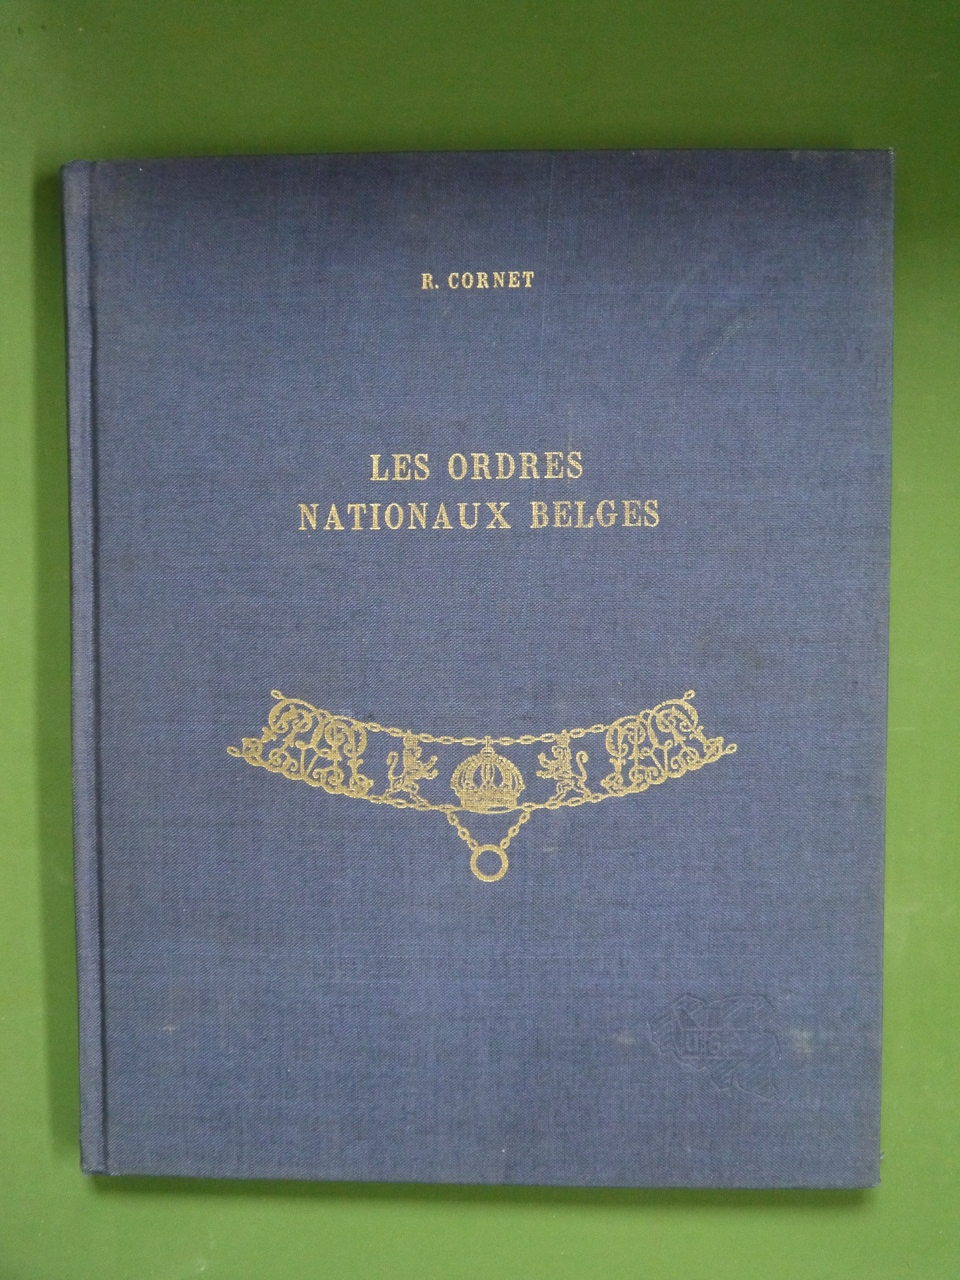 R. CORNET
LES ORDRES
NATIONAUX BELGES